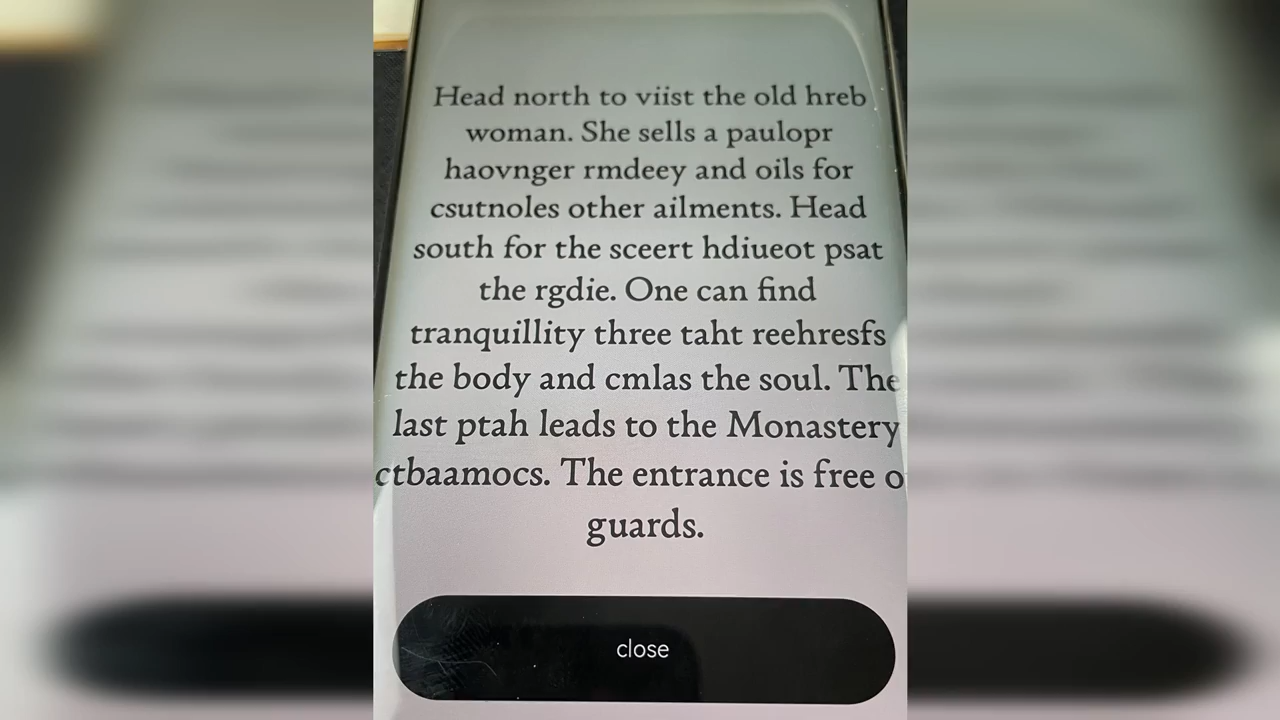 Head north to viist the old hreb
woman. She sells a paulopr
haovnger rmdeey and oils for
csutnoles other ailments. Head
south for the sceert hdiueot psat
the rgdie. One can find
tranquillity three taht reehresfs
the body and cmlas the soul. The
last ptah leads to the Monastery
ctbaamocs. The entrance is free o
guards.
close